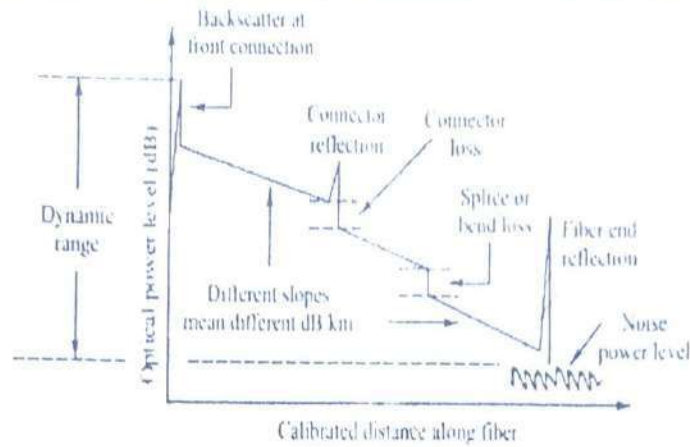 Backscatter at
front connection
Connector
reflection
Connector
loss
Splice or
bend loss
Fiber end
reflection
Dynamic
range
Optical power level (dB)
Different slopes
mean different dB km
Noise
power level
Calibrated distance along fiber